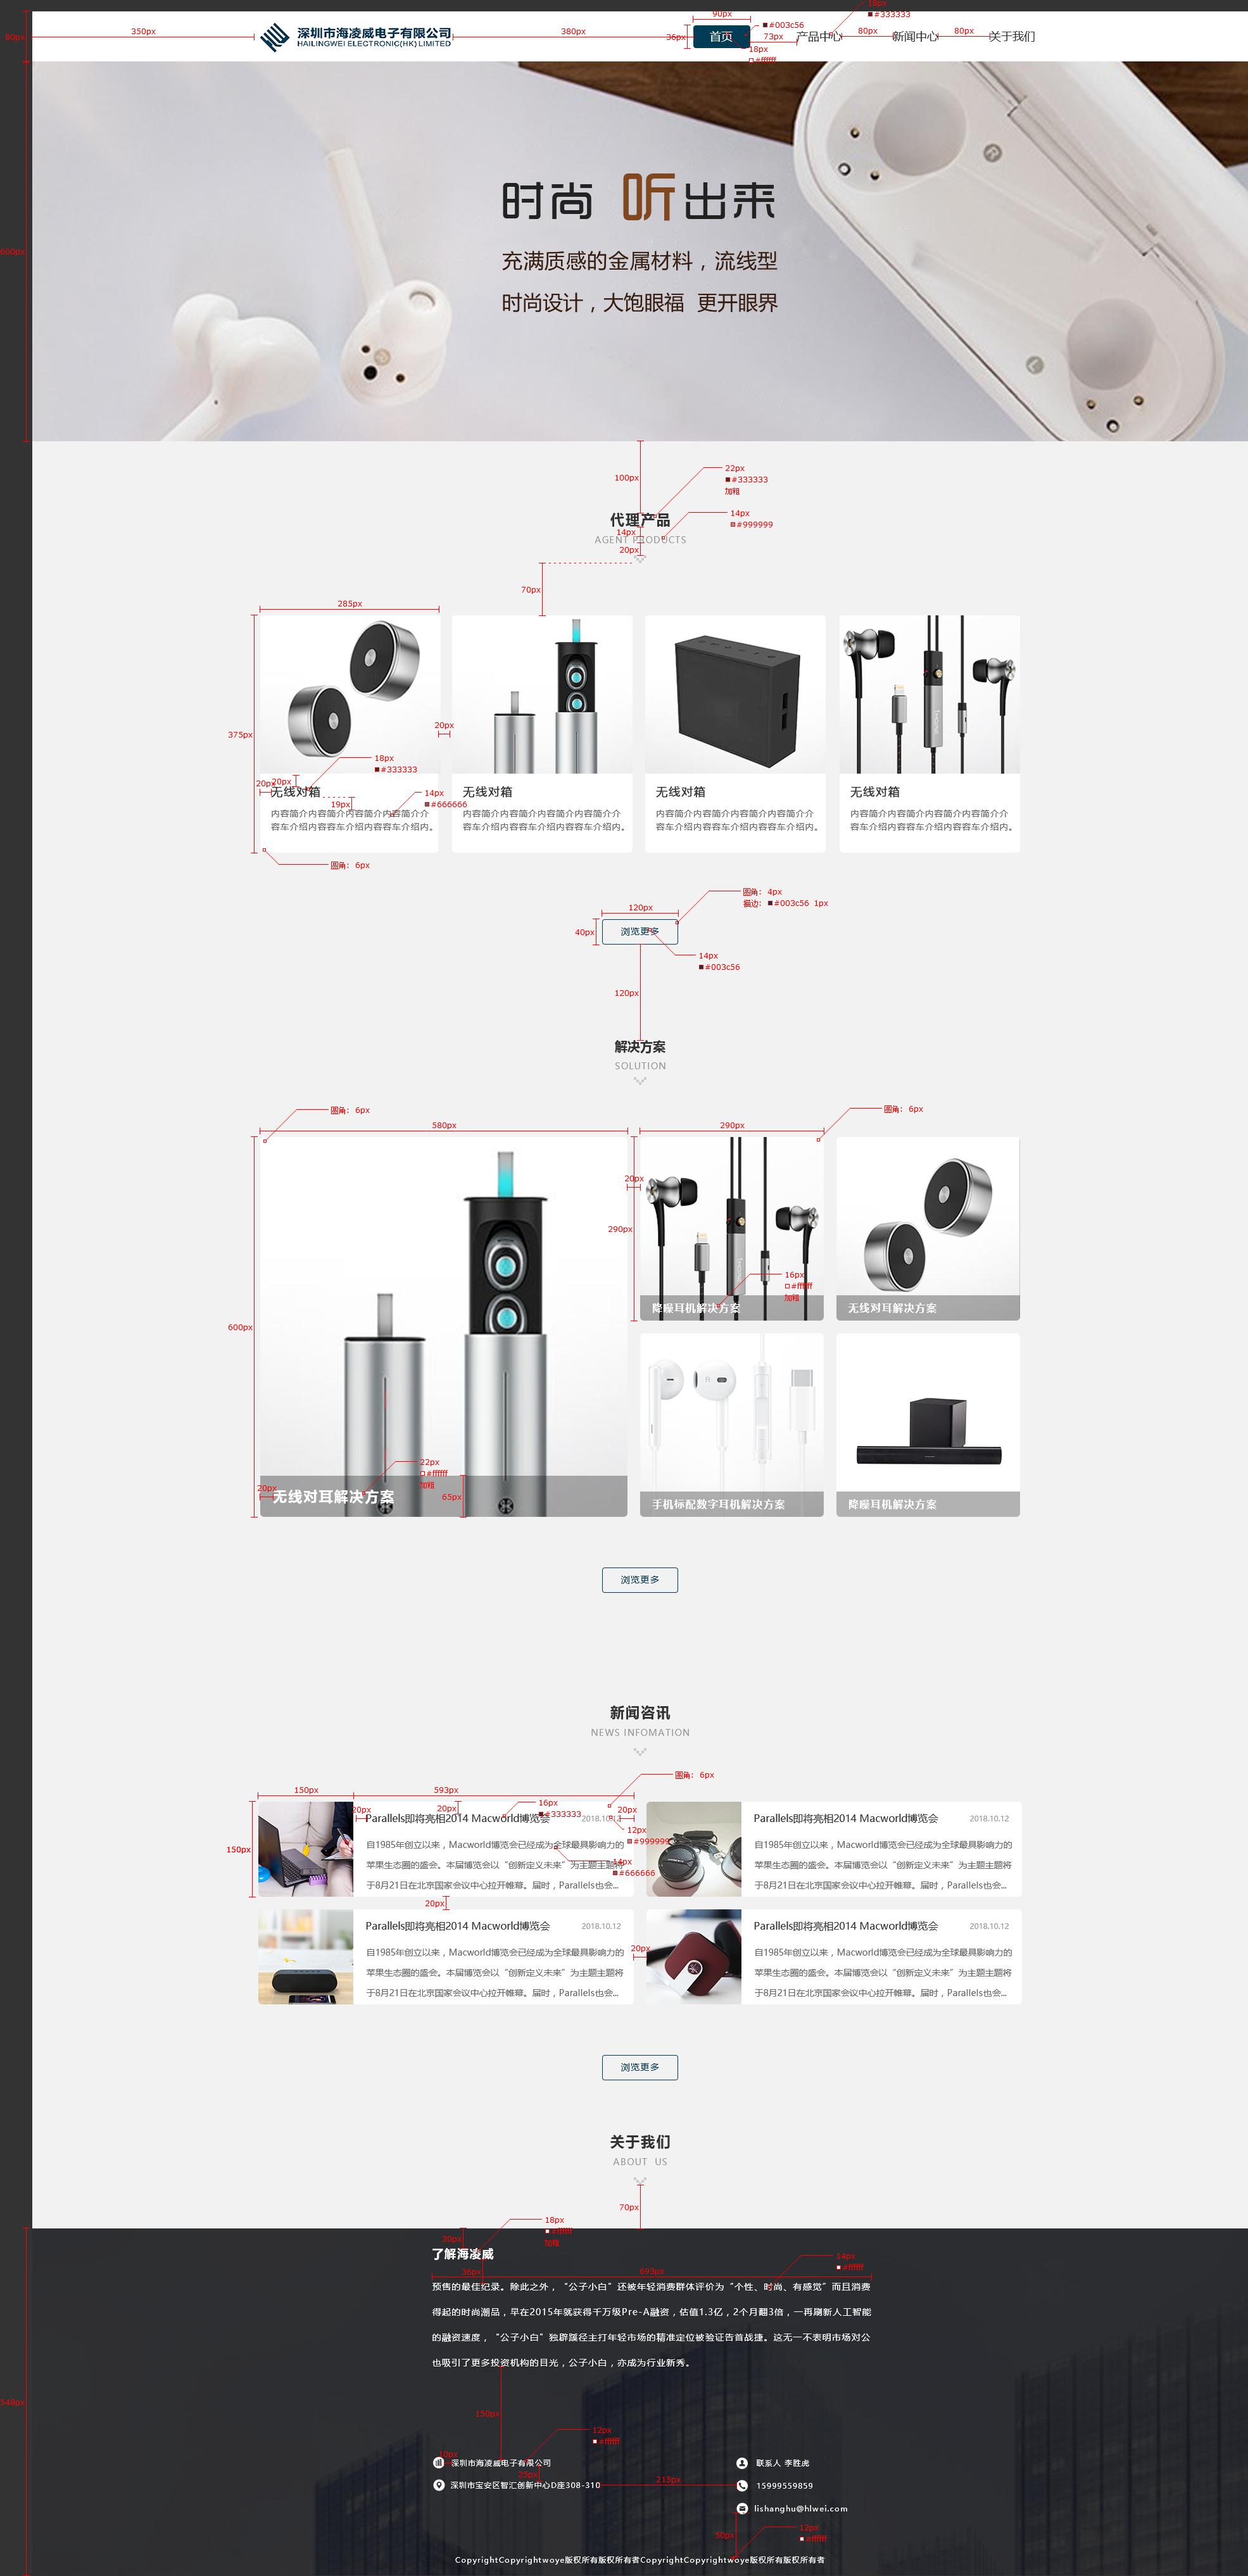 90px
18px
#333333
80px
350px
深圳市海凌威电子有限公司
HAILINGWEI ELECTRONIC(HK)LIMITED
380px
36px
首页
#003c56
73px
18px
#ffffff
产品中心
80px
新闻中心
80px
关于我们
600px
时尚 听出来
充满质感的金属材料，流线型
时尚设计，大饱眼福 更开眼界
100px
22px
#333333
加粗
代理产品
14px
#999999
14px
AGENT PRODUCTS
20px
70px
285px
375px
20px
18px
#333333
20px
20px
19px
14px
#666666
无线对箱
内容简介内容简介内容简介内容简介介
容车介绍内容容车介绍内容容车介绍内。
无线对箱
内容简介内容简介内容简介内容简介介
容车介绍内容容车介绍内容容车介绍内。
无线对箱
内容简介内容简介内容简介内容简介介
容车介绍内容容车介绍内容容车介绍内。
无线对箱
内容简介内容简介内容简介内容简介介
容车介绍内容容车介绍内容容车介绍内。
圆角： 6px
圆角： 4px
描边： #003c56 1px
120px
40px
浏览更多
14px
#003c56
120px
解决方案
SOLUTION
圆角： 6px
圆角： 6px
580px
290px
20px
290px
600px
16px
#ffffff
加粗
降噪耳机解决方案
无线对耳解决方案
22px
#ffffff
加粗
20px
65px
无线对耳解决方案
手机标配数字耳机解决方案
降噪耳机解决方案
浏览更多
新闻咨讯
NEWS INFOMATION
圆角： 6px
150px
593px
150px
20px
20px
16px
#333333
20px
12px
#999999
14px
#666666
Parallels即将亮相2014 Macworld博览会
2018.10.12
自1985年创立以来，Macworld博览会已经成为全球最具影响力的
苹果生态圈的盛会。本届博览会以“创新定义未来”为主题主题将
于8月21日在北京国家会议中心拉开帷幕。届时，Parallels也会...
Parallels即将亮相2014 Macworld博览会
2018.10.12
自1985年创立以来，Macworld博览会已经成为全球最具影响力的
苹果生态圈的盛会。本届博览会以“创新定义未来”为主题主题将
于8月21日在北京国家会议中心拉开帷幕。届时，Parallels也会...
20px
20px
Parallels即将亮相2014 Macworld博览会
2018.10.12
自1985年创立以来，Macworld博览会已经成为全球最具影响力的
苹果生态圈的盛会。本届博览会以“创新定义未来”为主题主题将
于8月21日在北京国家会议中心拉开帷幕。届时，Parallels也会...
Parallels即将亮相2014 Macworld博览会
2018.10.12
自1985年创立以来，Macworld博览会已经成为全球最具影响力的
苹果生态圈的盛会。本届博览会以“创新定义未来”为主题主题将
于8月21日在北京国家会议中心拉开帷幕。届时，Parallels也会...
浏览更多
关于我们
ABOUT US
70px
18px
#ffffff
加粗
30px
了解海凌威
36px
693px
14px
#ffffff
预售的最佳纪录。除此之外，“公子小白”还被年轻消费群体评价为“个性、时尚、有感觉”而且消费
得起的时尚潮品，早在2015年就获得千万级Pre-A融资，估值1.3亿，2个月翻3倍，一再刷新人工智能
的融资速度，“公子小白”独辟蹊径主打年轻市场的精准定位被验证告首战捷。这无一不表明市场对公
也吸引了更多投资机构的目光，公子小白，亦成为行业新秀。
549px
150px
12px
#ffffff
10px
深圳市海凌威电子有限公司
联系人 李胜虎
25px
深圳市宝安区智汇创新中心D座308-310
213px
15999559859
lishanghu@hlwei.com
50px
12px
#ffffff
CopyrightCopyrightwoye版权所有版权所有者CopyrightCopyrightwoye版权所有版权所有者